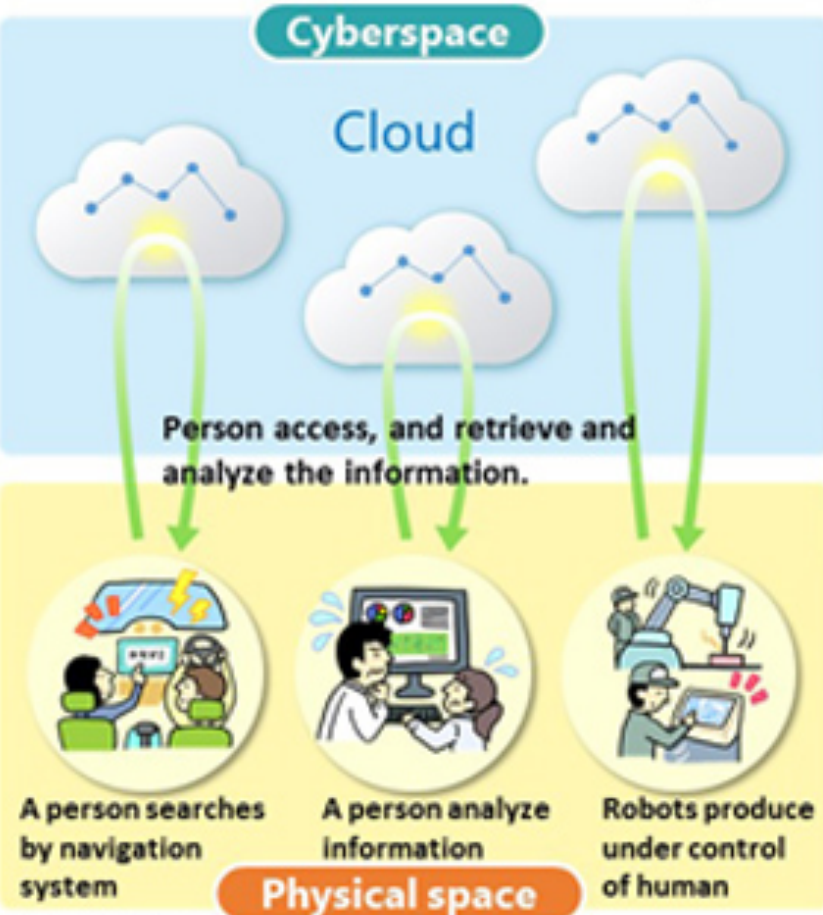 Cyberspace
Cloud
Person access, and retrieve and
analyze the information.
A person searches
by navigation
system
A person analyze
information
Robots produce
under control
of human
Physical space